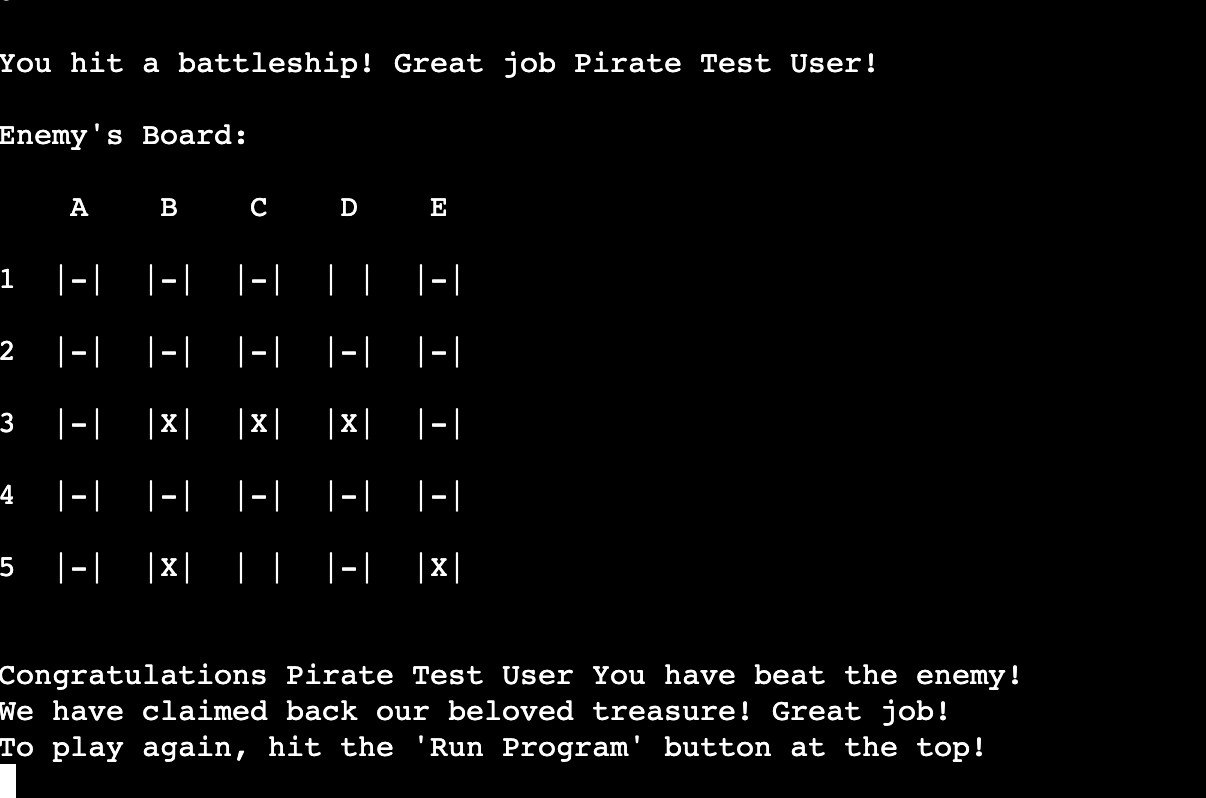 You hit a battleship! Great job Pirate Test User!
Enemy's Board:
    A    B    C    D    E
1  |-|  |-|  |-|  | |  |-|
2  |-|  |-|  |-|  |-|  |-|
3  |-|  |X|  |X|  |X|  |-|
4  |-|  |-|  |-|  |-|  |-|
5  |-|  |X|  | |  |-|  |X|
Congratulations Pirate Test User You have beat the enemy!
We have claimed back our beloved treasure! Great job!
To play again, hit the 'Run Program' button at the top!